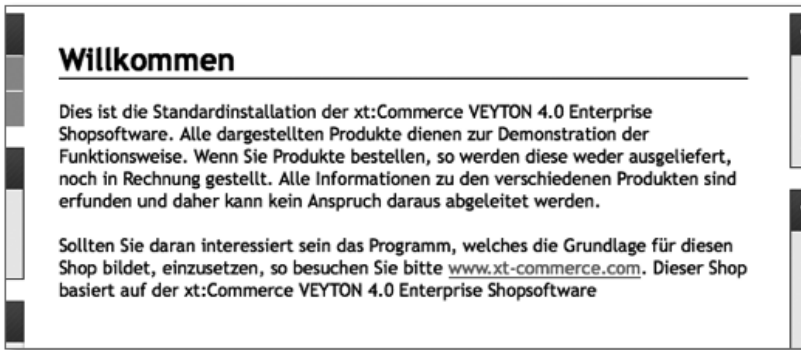 Willkommen
Dies ist die Standardinstallation der xt:Commerce VEYTON 4.0 Enterprise
Shopsoftware. Alle dargestellten Produkte dienen zur Demonstration der
Funktionsweise. Wenn Sie Produkte bestellen, so werden diese weder ausgeliefert,
noch in Rechnung gestellt. Alle Informationen zu den verschiedenen Produkten sind
erfunden und daher kann kein Anspruch daraus abgeleitet werden.
Sollten Sie daran interessiert sein das Programm, welches die Grundlage für diesen
Shop bildet, einzusetzen, so besuchen Sie bitte www.xt-commerce.com. Dieser Shop
basiert auf der xt:Commerce VEYTON 4.0 Enterprise Shopsoftware